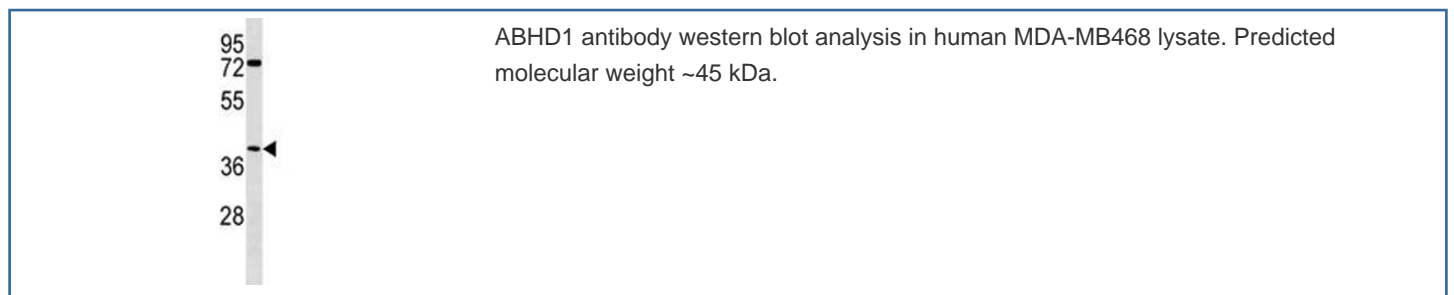 95
72
55
36
28
ABHD1 antibody western blot analysis in human MDA-MB468 lysate. Predicted
molecular weight ~45 kDa.